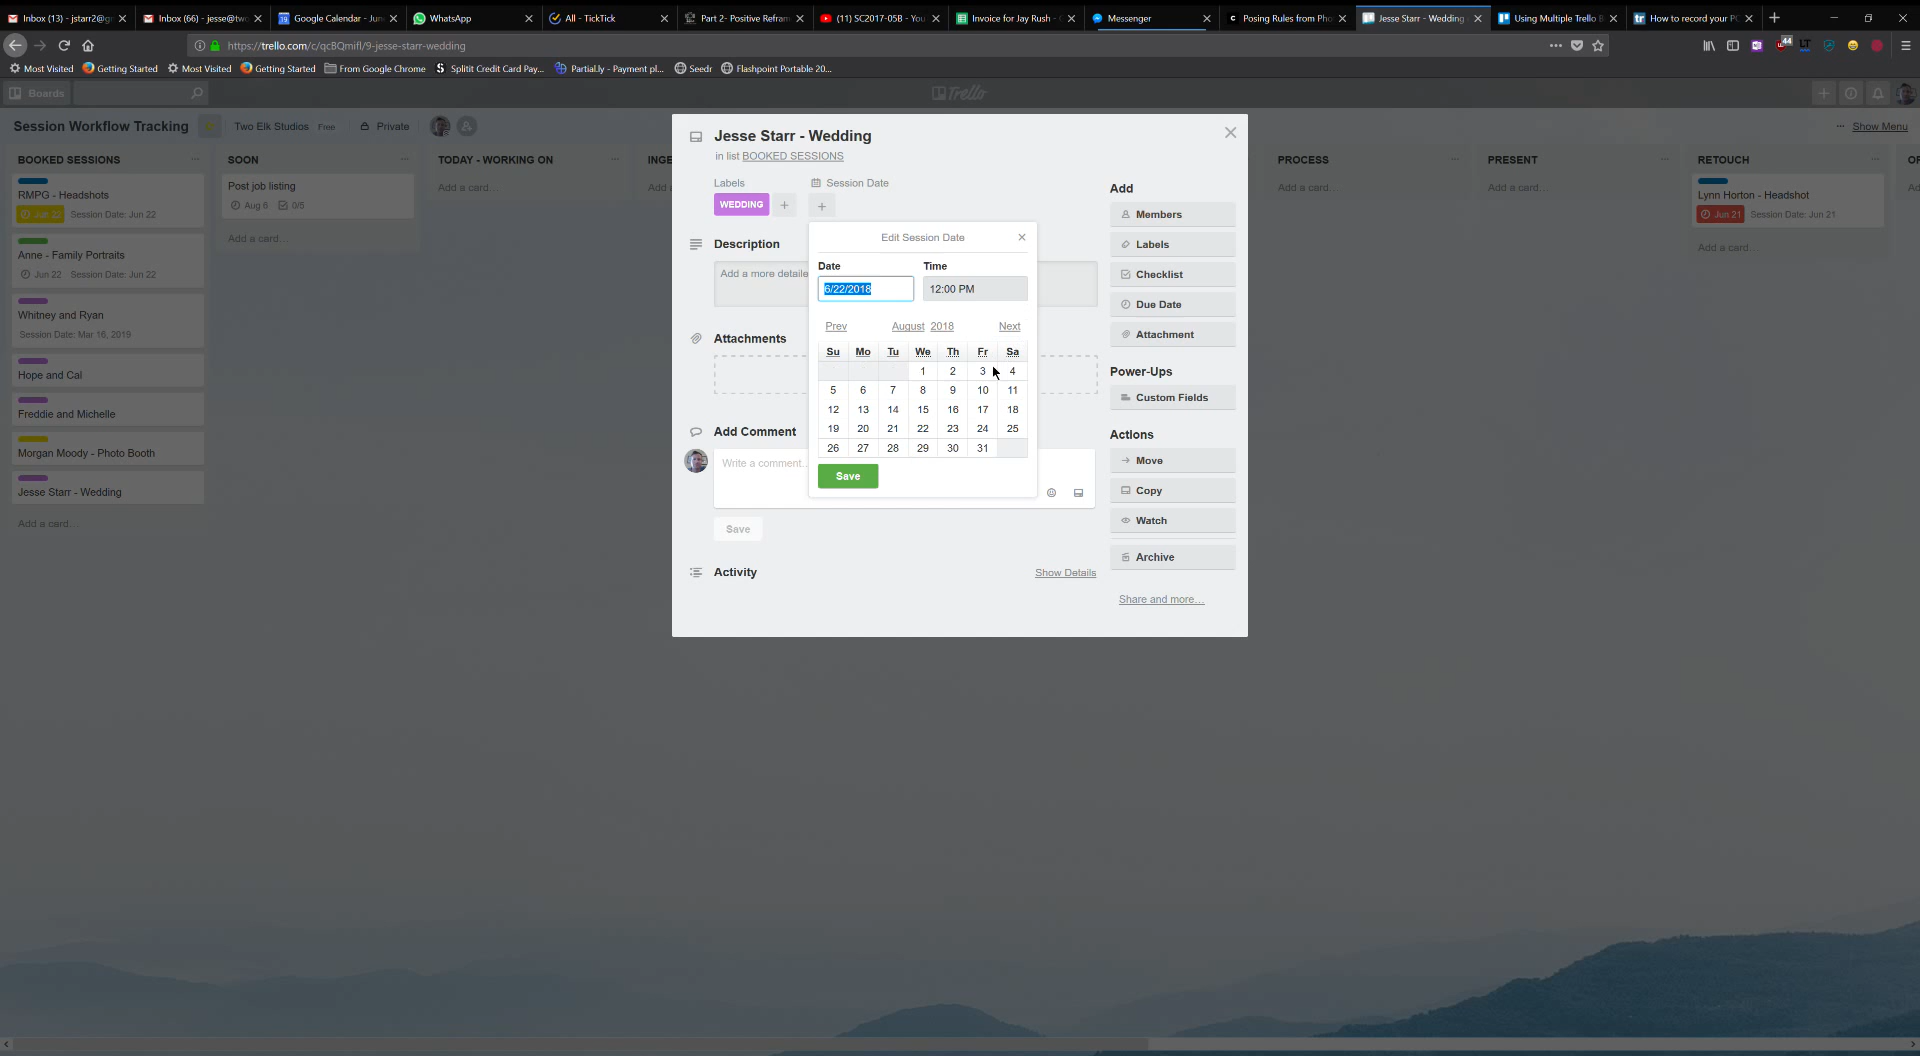 Inbox (13) - jstarr2@g
Inbox (66) - jesse@tw
Google Calendar - Jun
WhatsApp
All - TickTick
Part 2- Positive Refram
(11) SC2017-05B - You
Invoice for Jay Rush -
Messenger
Posing Rules from Pho
Jesse Starr - Wedding
Using Multiple Trello B
How to record your PC
https://trello.com/c/qcBQmifl/9-jesse-starr-wedding
44
Most Visited
Getting Started
Most Visited
Getting Started
From Google Chrome
Splitit Credit Card Pay...
Partial.ly - Payment pl...
Seedr
Flashpoint Portable 20...
Boards
Trello
Session Workflow Tracking
Two Elk Studios Free
Private
Show Menu
BOOKED SESSIONS
RMPG - Headshots
Jun 22 Session Date: Jun 22
Anne - Family Portraits
Jun 22 Session Date: Jun 22
Whitney and Ryan
Session Date: Mar 16, 2019
Hope and Cal
Freddie and Michelle
Morgan Moody - Photo Booth
Jesse Starr - Wedding
Add a card...
SOON
Post job listing
Aug 6 0/5
Add a card...
TODAY - WORKING ON
Add a card...
INGE
Add
Jesse Starr - Wedding
in list BOOKED SESSIONS
Labels
WEDDING +
Session Date
+
Description
Add a more detaile
Attachments
Add Comment
Write a comment...
Save
Activity
Show Details
Edit Session Date
Date Time
6/22/2018 12:00 PM
Prev August 2018 Next
Su Mo Tu We Th Fr Sa
1 2 3 4
5 6 7 8 9 10 11
12 13 14 15 16 17 18
19 20 21 22 23 24 25
26 27 28 29 30 31
Save
Add
Members
Labels
Checklist
Due Date
Attachment
Power-Ups
Custom Fields
Actions
Move
Copy
Watch
Archive
Share and more...
PROCESS
Add a card...
PRESENT
Add a card...
RETOUCH
Lynn Horton - Headshot
Jun 21 Session Date: Jun 21
Add a card...